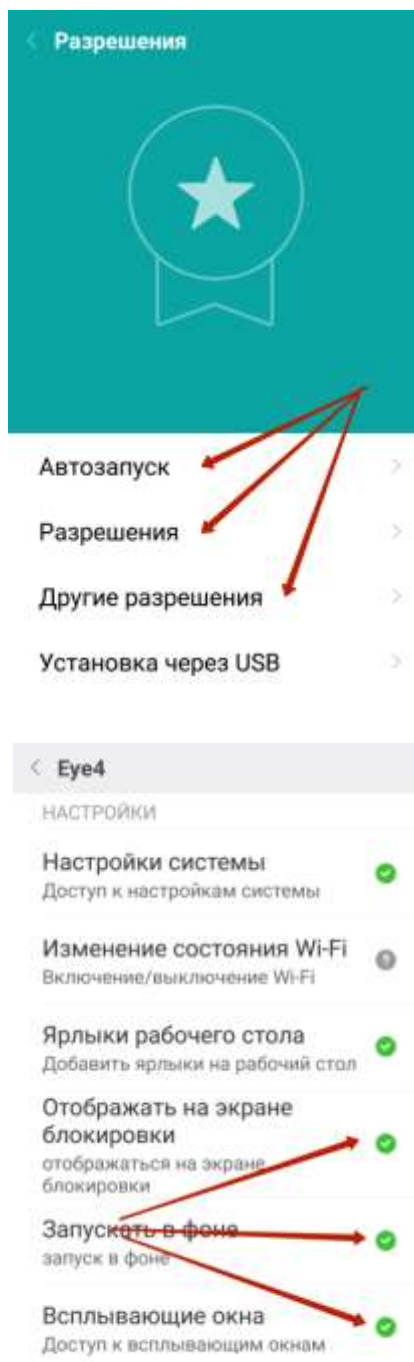 Разрешения
Автозапуск
Разрешения
Другие разрешения
Установка через USB
Eye4
НАСТРОЙКИ
Настройки системы
Доступ к настройкам системы
Изменение состояния Wi-Fi
Включение/выключение Wi-Fi
Ярлыки рабочего стола
Добавить ярлыки на рабочий стол
Отображать на экране
блокировки
отображаться на экране
блокировки
Запускать в фоне
запуск в фоне
Всплывающие окна
Доступ к всплывающим окнам